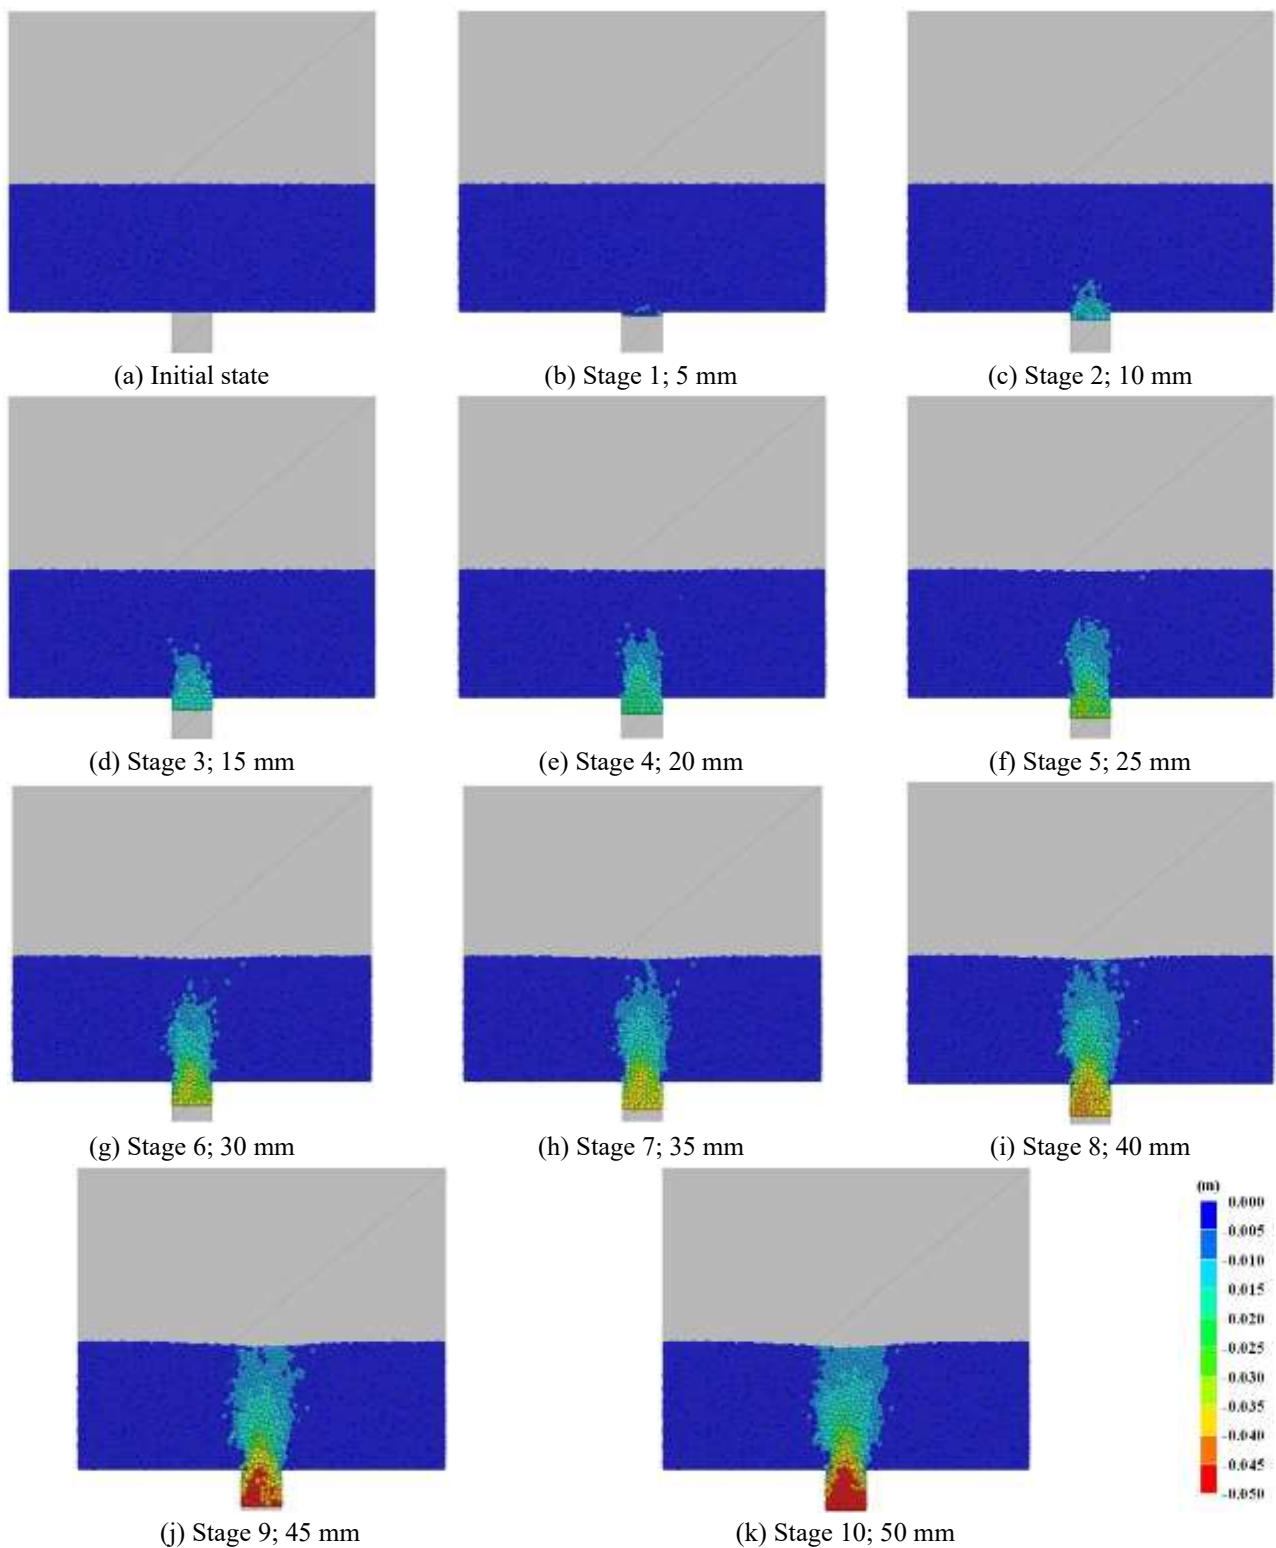 (a) Initial state
(b) Stage 1; 5 mm
(c) Stage 2; 10 mm
(d) Stage 3; 15 mm
(e) Stage 4; 20 mm
(f) Stage 5; 25 mm
(g) Stage 6; 30 mm
(h) Stage 7; 35 mm
(i) Stage 8; 40 mm
(m)
0.000
-0.005
-0.010
-0.015
-0.020
-0.025
-0.030
-0.035
-0.040
-0.045
-0.050
(j) Stage 9; 45 mm
(k) Stage 10; 50 mm